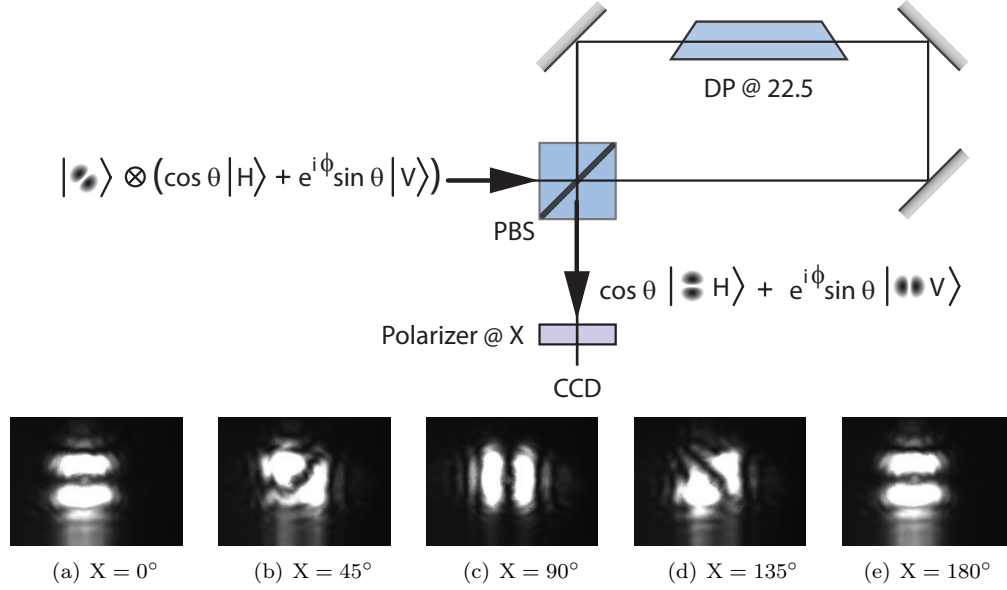 DP @ 22.5
| ⟩ ⊗ (cos θ |H⟩ + e^{iϕ} sin θ |V⟩)
PBS
cos θ | H⟩ + e^{iϕ} sin θ | V⟩
Polarizer @ X
CCD
(a) X = 0° (b) X = 45° (c) X = 90° (d) X = 135° (e) X = 180°